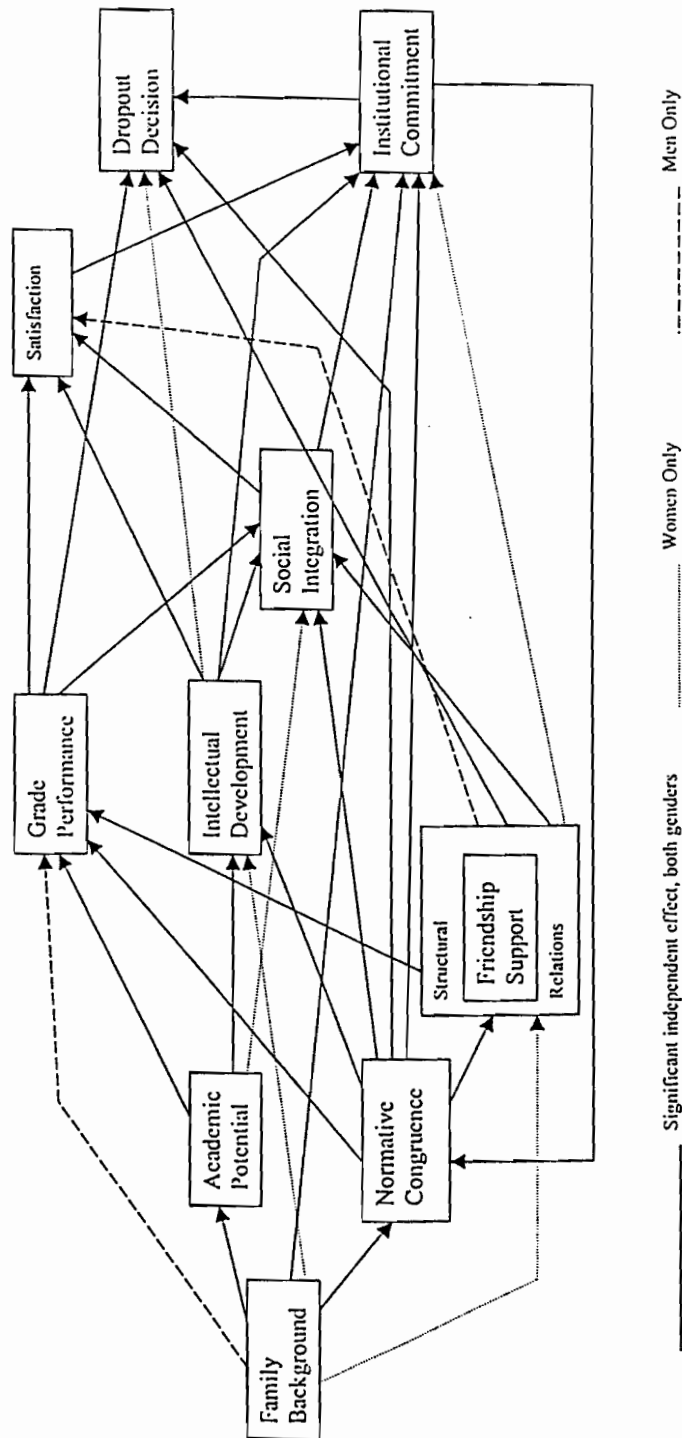 Family
Background
Academic
Potential
Normative
Congruence
Grade
Performance
Intellectual
Development
Structural
Friendship
Support
Relations
Social
Integration
Satisfaction
Dropout
Decision
Institutional
Commitment
Significant independent effect, both genders
Women Only
Men Only